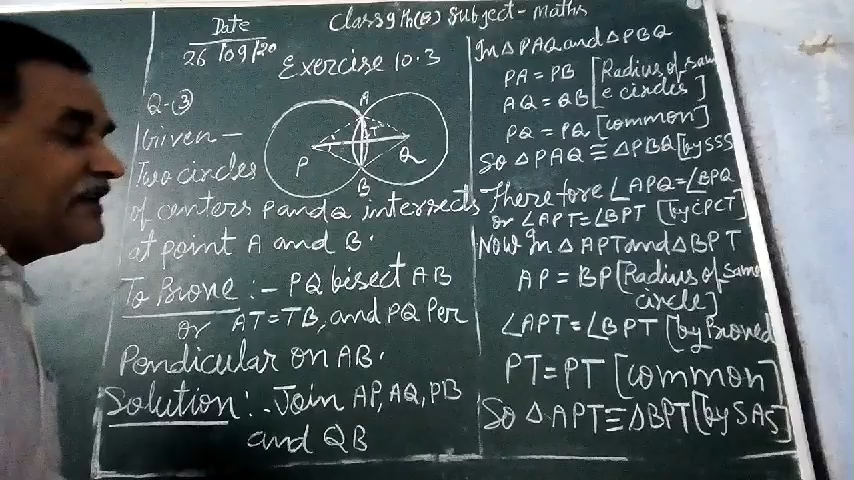 Class 9th(B) Subject - Maths
Date
26/09/20
Exercise 10.3
Q-③
Given -
Two circles
of centers P and Q intersects
at point A and B.
To Prove :- PQ bisect AB
or AT=TB, and PQ Per
Pendicular on AB.
Solution :- Join AP, AQ, PB
and QB
A
T
P
Q
B
In △PAQ and △PBQ
PA = PB [Radius of sam
AQ = QB e circles]
PQ = PQ [common]
So △PAQ ≅ △PBQ [by SSS
Therefore ∠APQ = ∠BPQ
or ∠APT = ∠BPT [by CPCT]
Now In △APT and △BPT
AP = BP [Radius of same
circle]
∠APT = ∠BPT [by Proved
PT = PT [common]
So △APT ≅ △BPT [by SAS]